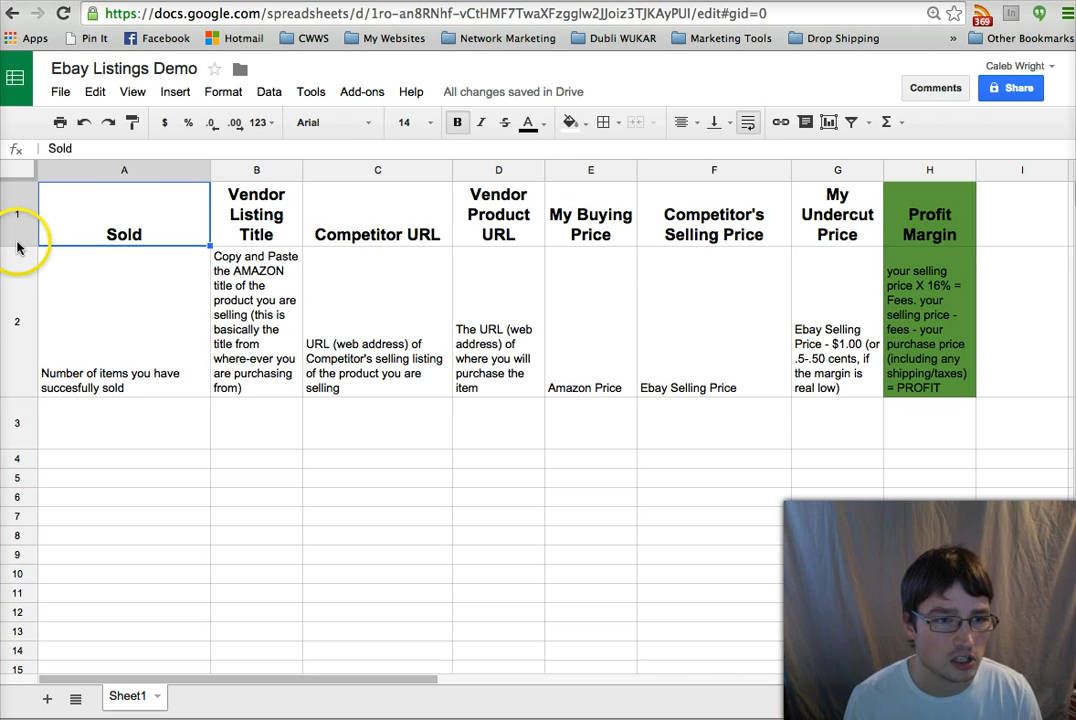 https://docs.google.com/spreadsheets/d/1ro-an8RNhf-vCtHMF7TwaXFzgglw2JJoiz3TJKAyPUI/edit#gid=0
369
In
Apps
Pin It
Facebook
Hotmail
CWWS
My Websites
Network Marketing
Dubli WUKAR
Marketing Tools
Drop Shipping
»
Other Bookmarks
Ebay Listings Demo
Caleb Wright
File
Edit
View
Insert
Format
Data
Tools
Add-ons
Help
All changes saved in Drive
Comments
Share
$
%
.0
.00
123
Arial
14
B
I
S
A
Σ
fx
Sold
A
B
C
D
E
F
G
H
I
1
Sold
Vendor
Listing
Title
Competitor URL
Vendor
Product
URL
My Buying
Price
Competitor's
Selling Price
My
Undercut
Price
Profit
Margin
2
Number of items you have
succesfully sold
Copy and Paste
the AMAZON
title of the
product you are
selling (this is
basically the
title from
where-ever you
are purchasing
from)
URL (web address) of
Competitor's selling listing
of the product you are
selling
The URL (web
address) of
where you will
purchase the
item
Amazon Price
Ebay Selling Price
Ebay Selling
Price - $1.00 (or
.5-.50 cents, if
the margin is
real low)
your selling
price X 16% =
Fees. your
selling price -
fees - your
purchase price
(including any
shipping/taxes)
= PROFIT
3
4
5
6
7
8
9
10
11
12
13
14
15
+
Sheet1